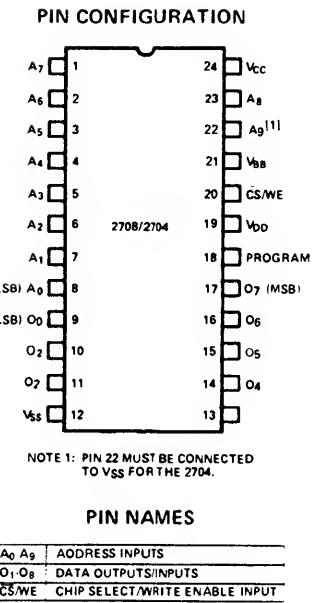 PIN CONFIGURATION
A7 1 24 VCC
A6 2 23 A8
A5 3 22 A9[1]
A4 4 21 VBB
A3 5 20 CS/WE
A2 6 2708/2704 19 VDD
A1 7 18 PROGRAM
SB) A0 8 17 O7 (MSB)
SB) O0 9 16 O6
O2 10 15 O5
O2 11 14 O4
VSS 12 13
NOTE 1: PIN 22 MUST BE CONNECTED
TO VSS FOR THE 2704.
PIN NAMES
A0 A9 AODRESS INPUTS
O1-O8 DATA OUTPUTS/INPUTS
CS/WE CHIP SELECT/WRITE ENABLE INPUT